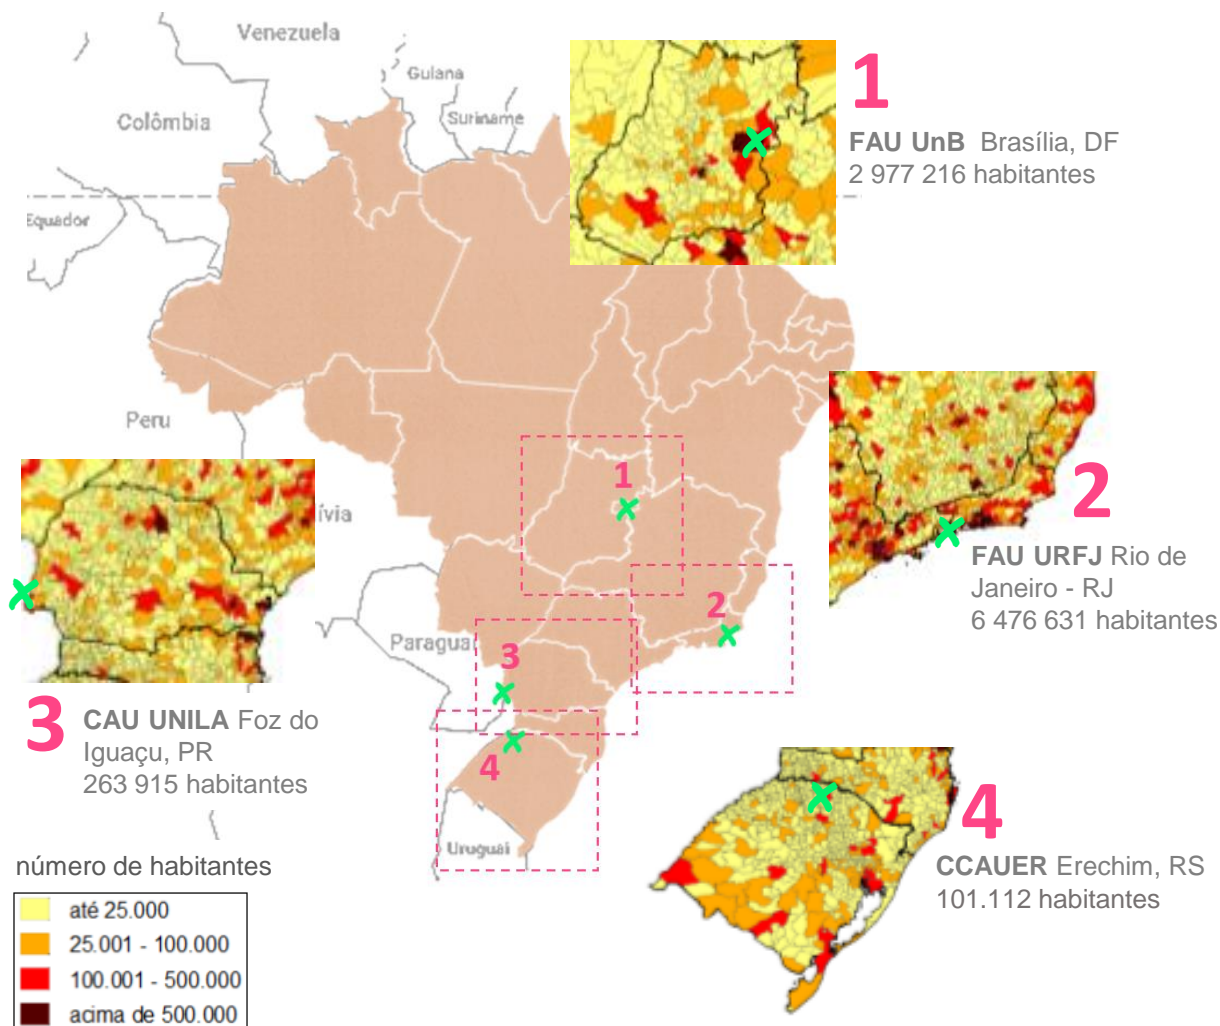 Venezuela
Guiana
Suriname
Colômbia
Equador
Peru
ívia
Paragua
Uruguai
1
2
3
4
1
FAU UnB Brasília, DF
2 977 216 habitantes
2
FAU URFJ Rio de
Janeiro - RJ
6 476 631 habitantes
3
CAU UNILA Foz do
Iguaçu, PR
263 915 habitantes
4
CCAUER Erechim, RS
101.112 habitantes
número de habitantes
até 25.000
25.001 - 100.000
100.001 - 500.000
acima de 500.000